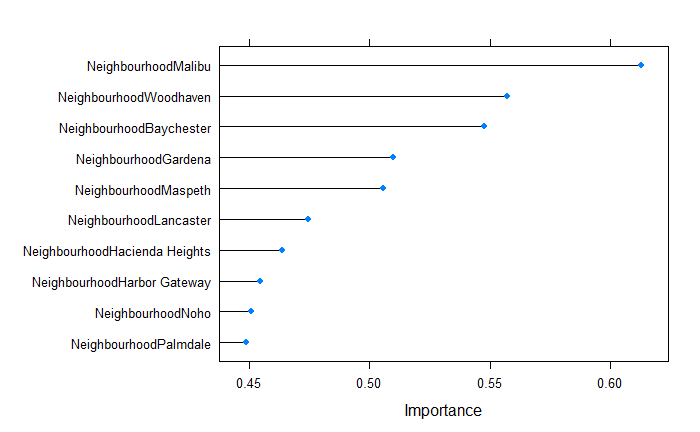 NeighbourhoodMalibu
NeighbourhoodWoodhaven
NeighbourhoodBaychester
NeighbourhoodGardena
NeighbourhoodMaspeth
NeighbourhoodLancaster
NeighbourhoodHacienda Heights
NeighbourhoodHarbor Gateway
NeighbourhoodNoho
NeighbourhoodPalmdale
0.45 0.50 0.55 0.60
Importance